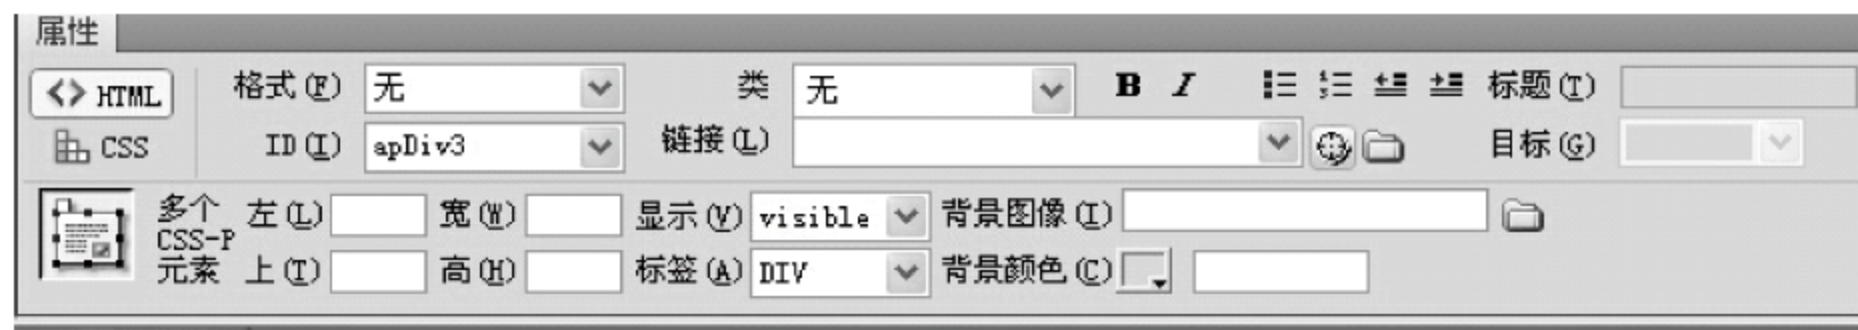 属性
<> HTML 格式(F) 无 类 无 B I 标题(T)
CSS ID(I) apDiv3 链接(L) 目标(G)
多个 左(L) 宽(W) 显示(V) visible 背景图像(I)
CSS-P
元素 上(T) 高(H) 标签(A) DIV 背景颜色(C)